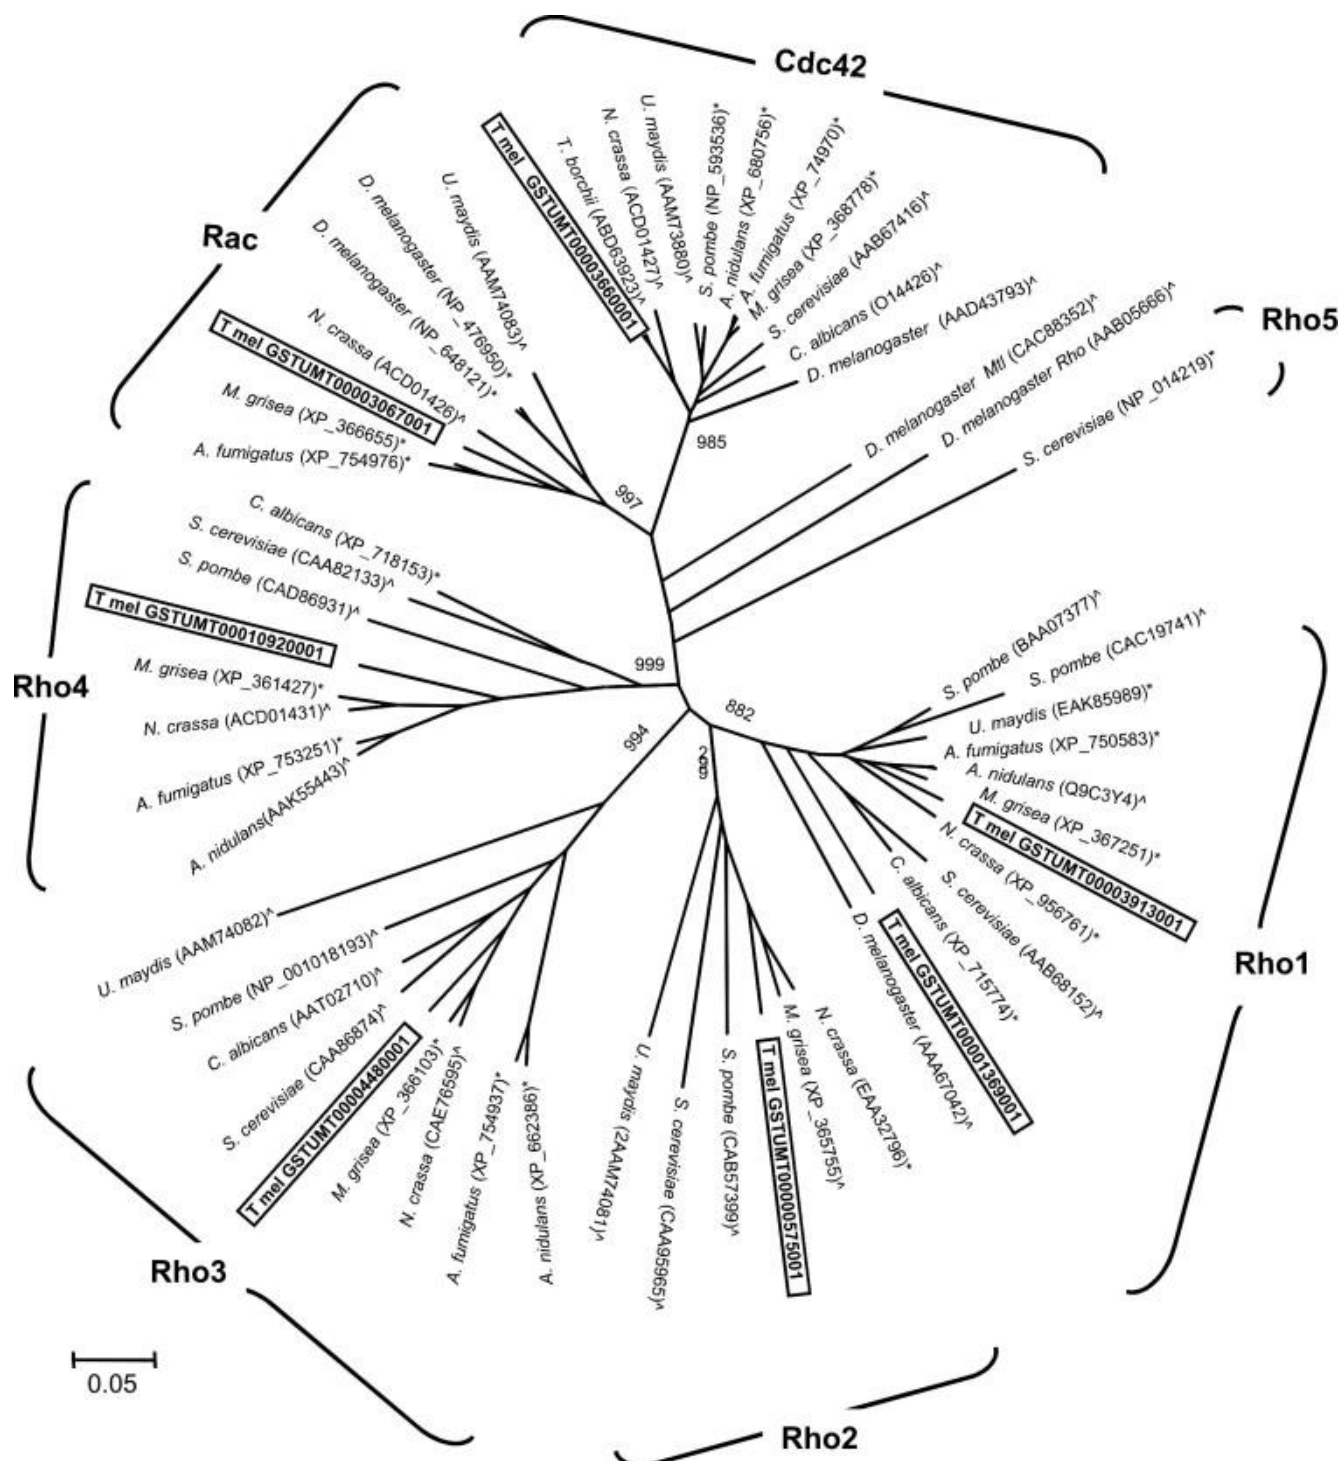 Cdc42
T mel GSTUMT00003660001
T. borchii (ABD63923)^
N. crassa (ACD01427)^
U. maydis (AAM73880)^
S. pombe (NP_593536)*
A. nidulans (XP_680756)*
A. fumigatus (XP_74970)*
M. grisea (XP_368778)*
S. cerevisiae (AAB67416)^
C. albicans (O14426)^
D. melanogaster (AAD43793)^
985
Rho5
D. melanogaster Mtl (CAC88352)^
D. melanogaster Rho (AAB05666)^
S. cerevisiae (NP_014219)*
Rac
U. maydis (AAM74083)^
D. melanogaster (NP_476950)*
D. melanogaster (NP_648121)*
N. crassa (ACD01426)^
T mel GSTUMT00003067001
M. grisea (XP_366655)*
A. fumigatus (XP_754976)*
997
Rho4
C. albicans (XP_718153)*
S. cerevisiae (CAA82133)^
S. pombe (CAD86931)^
T mel GSTUMT00010920001
M. grisea (XP_361427)*
N. crassa (ACD01431)^
A. fumigatus (XP_753251)*
A. nidulans(AAK55443)^
999
Rho1
S. pombe (BAA07377)^
S. pombe (CAC19741)^
U. maydis (EAK85989)*
A. fumigatus (XP_750583)*
A. nidulans (Q9C3Y4)^
M. grisea (XP_367251)*
T mel GSTUMT00003913001
N. crassa (XP_956761)*
S. cerevisiae (AAB68152)^
C. albicans (XP_715774)*
T mel GSTUMT00001369001
D. melanogaster (AAA67042)^
882
994
Rho3
U. maydis (AAM74082)^
S. pombe (NP_001018193)^
C. albicans (AAT02710)^
S. cerevisiae (CAA86874)^
T mel GSTUMT00004480001
M. grisea (XP_366103)*
N. crassa (CAE76595)^
A. fumigatus (XP_754937)*
A. nidulans (XP_662386)*
Rho2
U. maydis (2AAM74081)^
S. cerevisiae (CAA95965)^
S. pombe (CAB57399)^
T mel GSTUMT00000575001
M. grisea (XP_365755)^
N. crassa (EAA32796)*
0.05